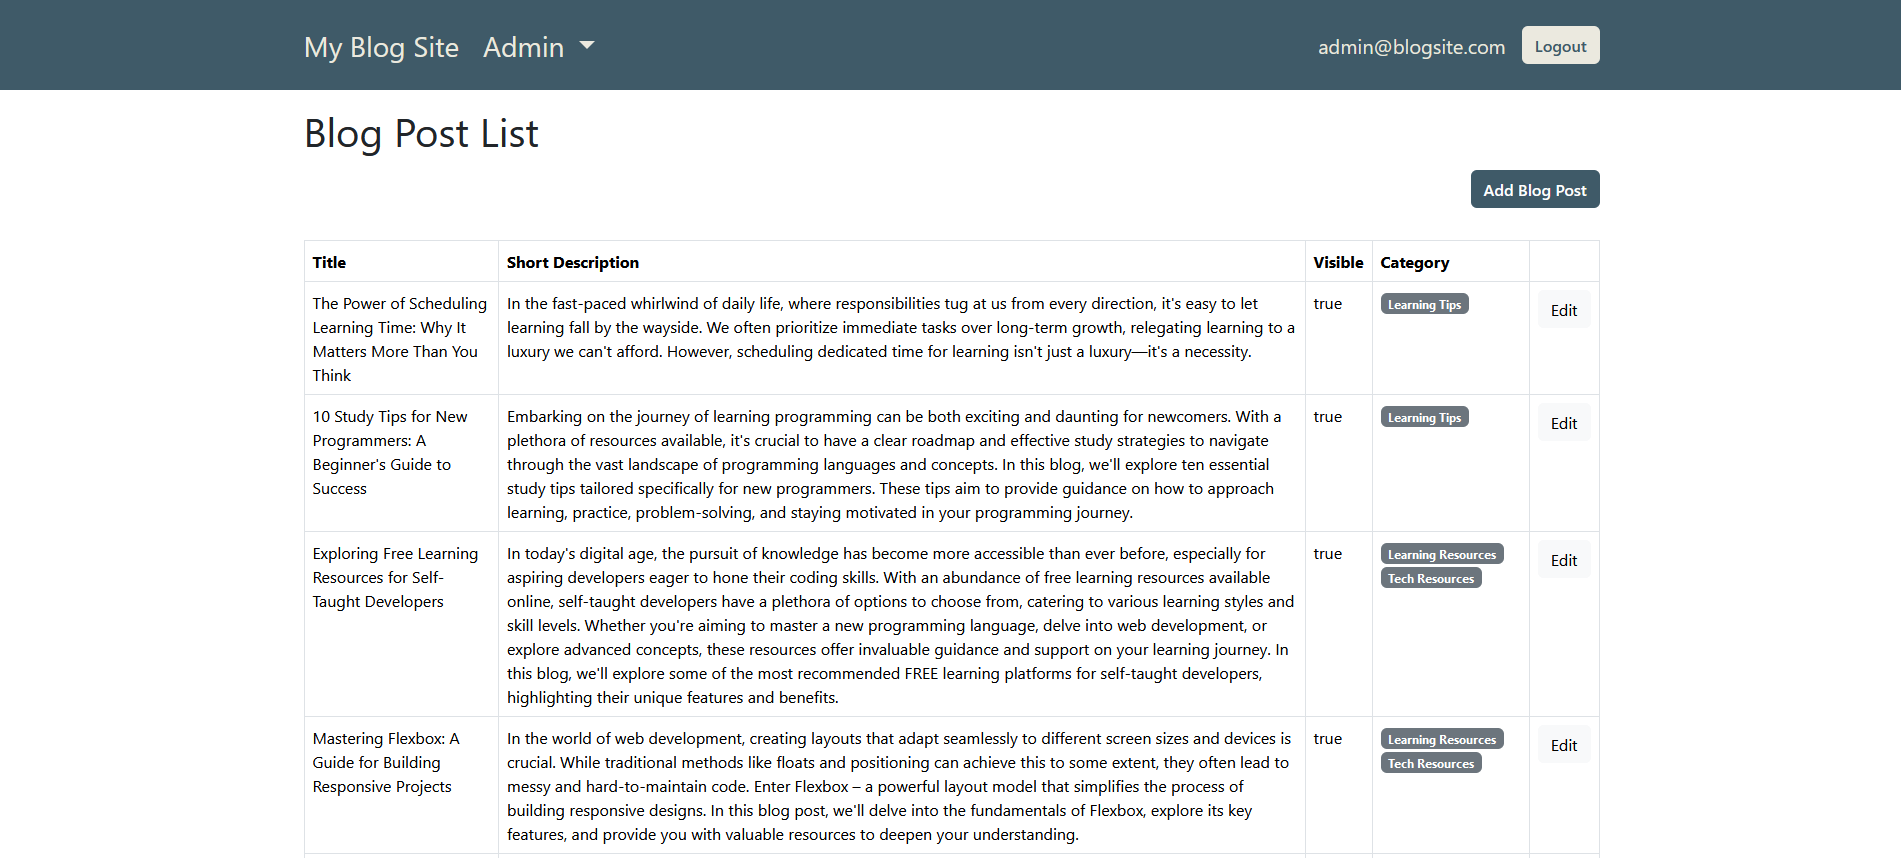 My Blog Site Admin admin@blogsite.com Logout
Blog Post List
Add Blog Post
Title Short Description Visible Category
The Power of Scheduling
Learning Time: Why It
Matters More Than You
Think
In the fast-paced whirlwind of daily life, where responsibilities tug at us from every direction, it's easy to let
learning fall by the wayside. We often prioritize immediate tasks over long-term growth, relegating learning to a
luxury we can't afford. However, scheduling dedicated time for learning isn't just a luxury—it's a necessity.
true
Learning Tips
Edit
10 Study Tips for New
Programmers: A
Beginner's Guide to
Success
Embarking on the journey of learning programming can be both exciting and daunting for newcomers. With a
plethora of resources available, it's crucial to have a clear roadmap and effective study strategies to navigate
through the vast landscape of programming languages and concepts. In this blog, we'll explore ten essential
study tips tailored specifically for new programmers. These tips aim to provide guidance on how to approach
learning, practice, problem-solving, and staying motivated in your programming journey.
true
Learning Tips
Edit
Exploring Free Learning
Resources for Self-
Taught Developers
In today's digital age, the pursuit of knowledge has become more accessible than ever before, especially for
aspiring developers eager to hone their coding skills. With an abundance of free learning resources available
online, self-taught developers have a plethora of options to choose from, catering to various learning styles and
skill levels. Whether you're aiming to master a new programming language, delve into web development, or
explore advanced concepts, these resources offer invaluable guidance and support on your learning journey. In
this blog, we'll explore some of the most recommended FREE learning platforms for self-taught developers,
highlighting their unique features and benefits.
true
Learning Resources
Tech Resources
Edit
Mastering Flexbox: A
Guide for Building
Responsive Projects
In the world of web development, creating layouts that adapt seamlessly to different screen sizes and devices is
crucial. While traditional methods like floats and positioning can achieve this to some extent, they often lead to
messy and hard-to-maintain code. Enter Flexbox – a powerful layout model that simplifies the process of
building responsive designs. In this blog post, we'll delve into the fundamentals of Flexbox, explore its key
features, and provide you with valuable resources to deepen your understanding.
true
Learning Resources
Tech Resources
Edit